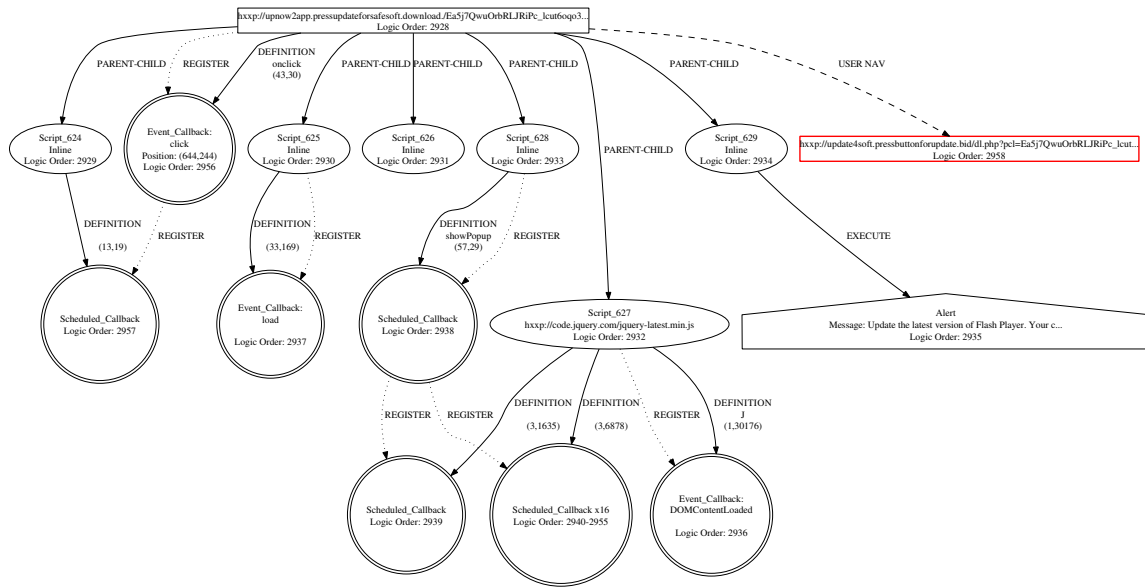 hxxp://upnow2app.pressupdateforsafesoft.download./Ea5j7QwuOrbRLJRiPc_lcut6oqo3...
Logic Order: 2928
PARENT-CHILD
REGISTER
DEFINITION
onclick
(43,30)
PARENT-CHILD
PARENT-CHILD
PARENT-CHILD
PARENT-CHILD
USER NAV
Script_624
Inline
Logic Order: 2929
Event_Callback:
click
Position: (644,244)
Logic Order: 2956
Script_625
Inline
Logic Order: 2930
Script_626
Inline
Logic Order: 2931
Script_628
Inline
Logic Order: 2933
PARENT-CHILD
Script_629
Inline
Logic Order: 2934
hxxp://update4soft.pressbuttonforupdate.bid/dl.php?pcl=Ea5j7QwuOrbRLJRiPc_lcut...
Logic Order: 2958
DEFINITION
(13,19)
REGISTER
DEFINITION
(33,169)
REGISTER
DEFINITION
showPopup
(57,29)
REGISTER
EXECUTE
Scheduled_Callback
Logic Order: 2957
Event_Callback:
load
Logic Order: 2937
Scheduled_Callback
Logic Order: 2938
Script_627
hxxp://code.jquery.com/jquery-latest.min.js
Logic Order: 2932
Alert
Message: Update the latest version of Flash Player. Your c...
Logic Order: 2935
REGISTER
REGISTER
DEFINITION
(3,1635)
DEFINITION
(3,6878)
REGISTER
DEFINITION
J
(1,30176)
Scheduled_Callback
Logic Order: 2939
Scheduled_Callback x16
Logic Order: 2940-2955
Event_Callback:
DOMContentLoaded
Logic Order: 2936